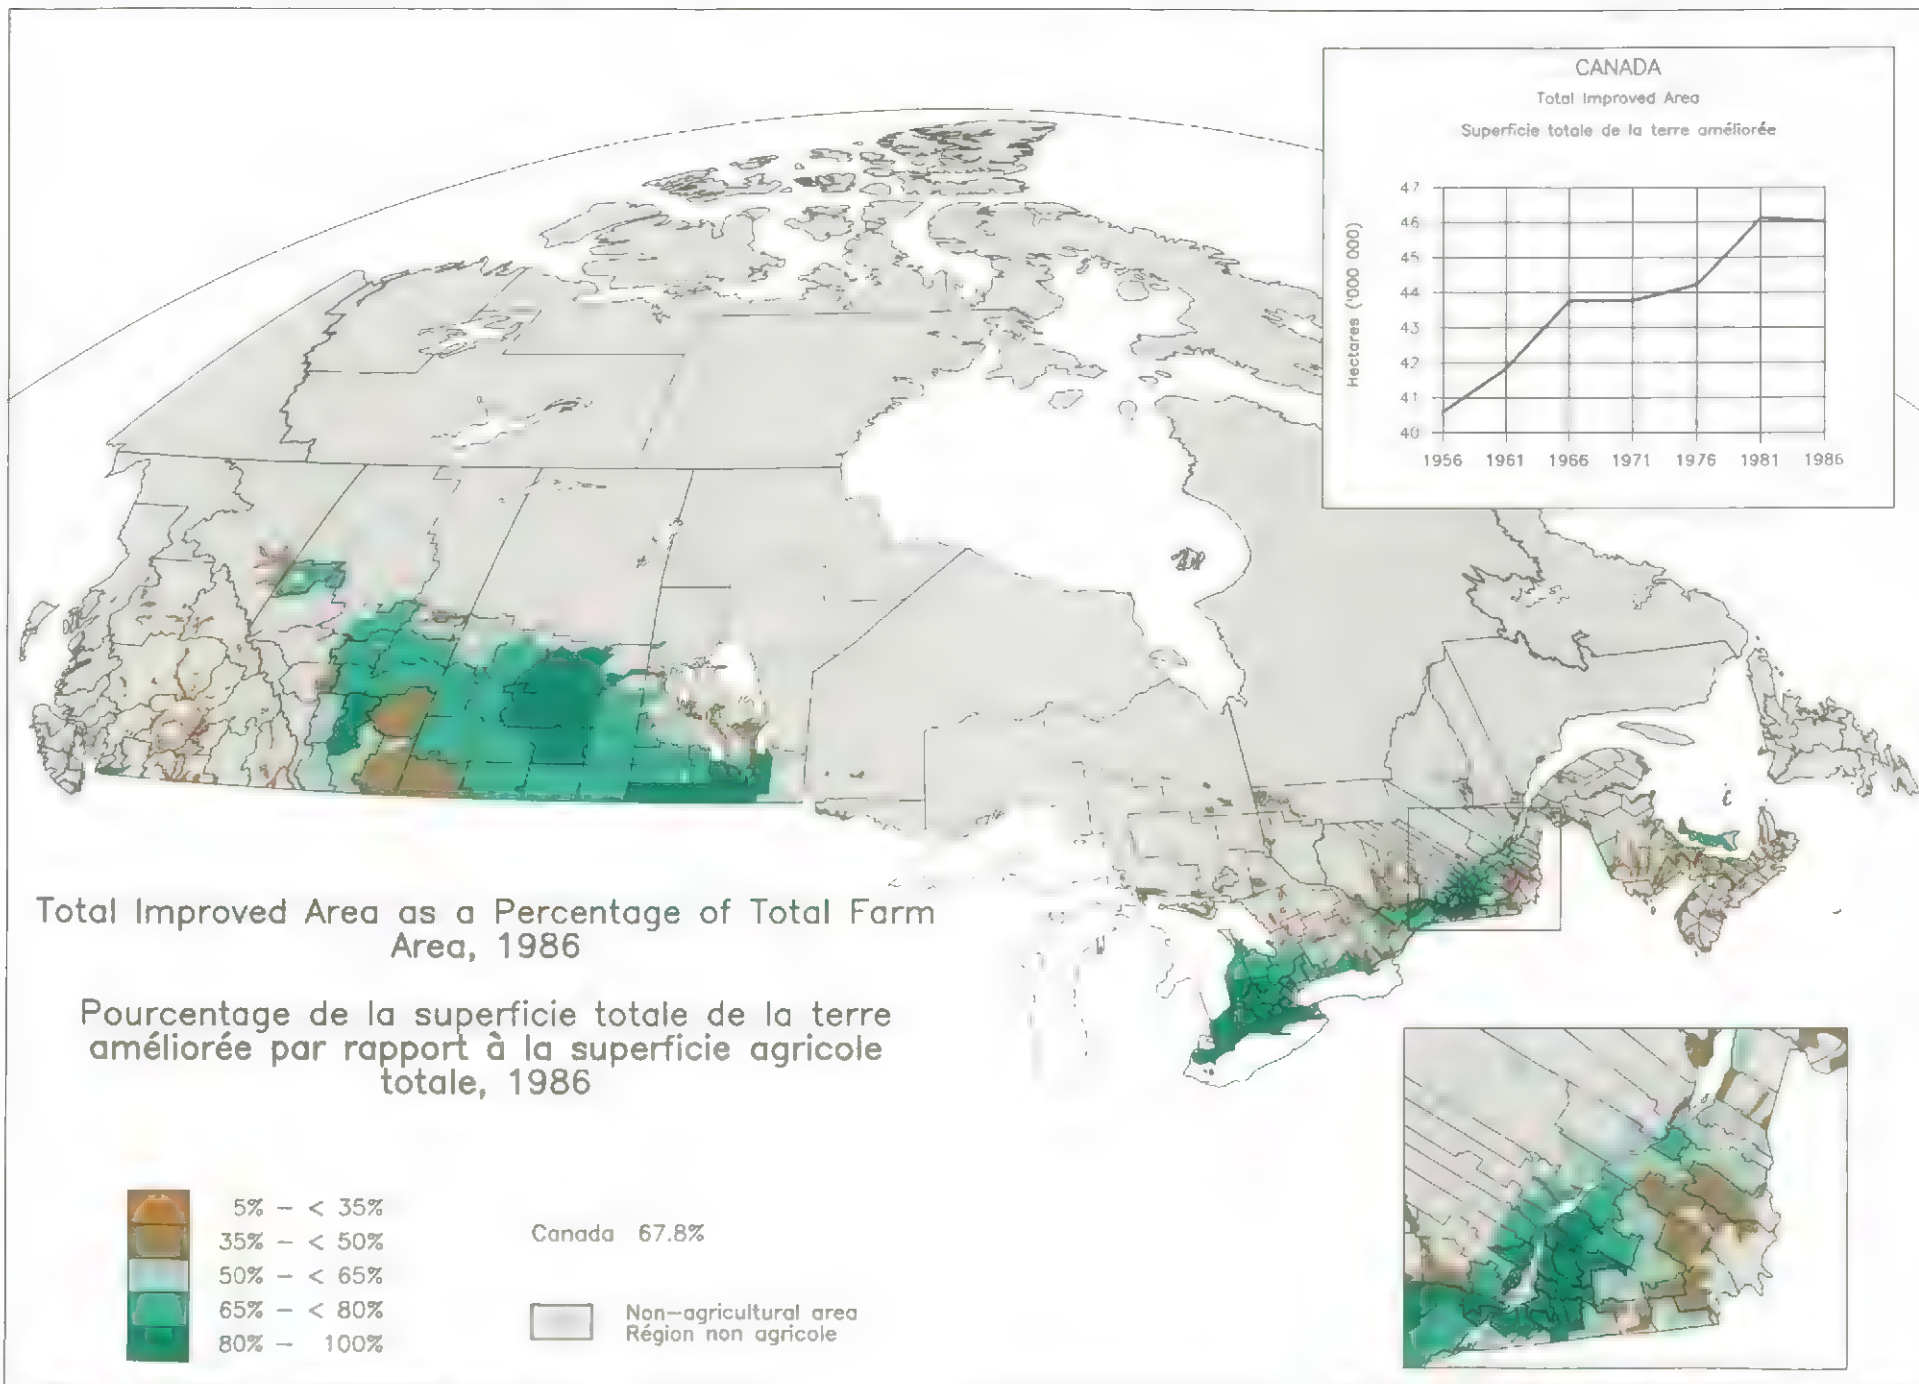 CANADA
Total Improved Area
Superficie totale de la terre améliorée
Hectares ('000 000)
47
46
45
44
43
42
41
40
1956 1961 1966 1971 1976 1981 1986
Total Improved Area as a Percentage of Total Farm
Area, 1986
Pourcentage de la superficie totale de la terre
améliorée par rapport à la superficie agricole
totale, 1986
5% – < 35%
35% – < 50%
50% – < 65%
65% – < 80%
80% – 100%
Canada 67.8%
Non–agricultural area
Région non agricole